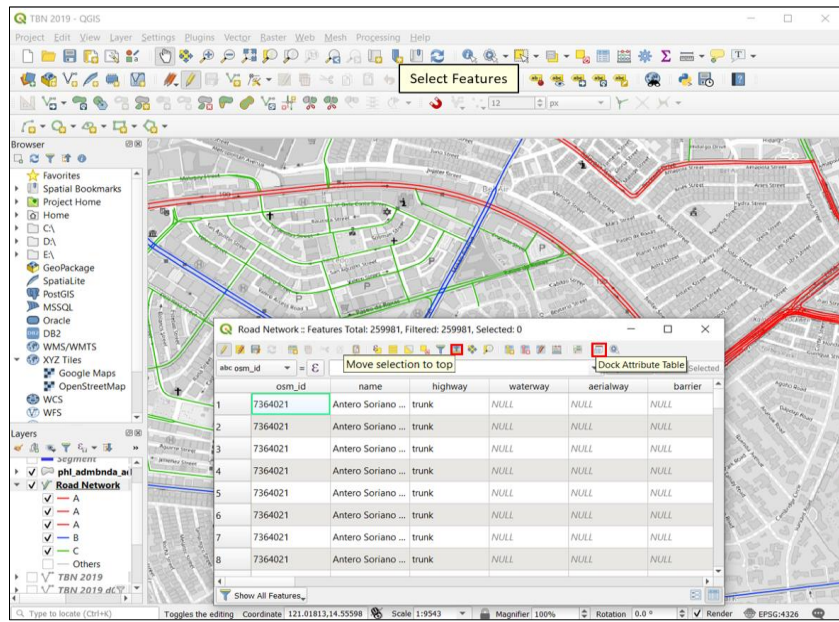 TBN 2019 - QGIS
Project Edit View Layer Settings Plugins Vector Raster Web Mesh Processing Help
Select Features
12 px
Browser
Favorites
Spatial Bookmarks
Project Home
Home
C:\
D:\
E:\
GeoPackage
SpatiaLite
PostGIS
MSSQL
Oracle
DB2
WMS/WMTS
XYZ Tiles
Google Maps
OpenStreetMap
WCS
WFS
Layers
Segment
phl_admbnda_ad
Road Network
A
A
A
B
C
Others
TBN 2019
TBN 2019
Road Network :: Features Total: 259981, Filtered: 259981, Selected: 0
abc osm_id = ε
Move selection to top
Dock Attribute Table
Selected
osm_id name highway waterway aerialway barrier
1 7364021 Antero Soriano ... trunk NULL NULL NULL
2 7364021 Antero Soriano ... trunk NULL NULL NULL
3 7364021 Antero Soriano ... trunk NULL NULL NULL
4 7364021 Antero Soriano ... trunk NULL NULL NULL
5 7364021 Antero Soriano ... trunk NULL NULL NULL
6 7364021 Antero Soriano ... trunk NULL NULL NULL
7 7364021 Antero Soriano ... trunk NULL NULL NULL
8 7364021 Antero Soriano ... trunk NULL NULL NULL
Show All Features
Type to locate (Ctrl+K) Toggles the editing Coordinate 121.01813,14.55598 Scale 1:9543 Magnifier 100% Rotation 0.0 ° Render EPSG:4326